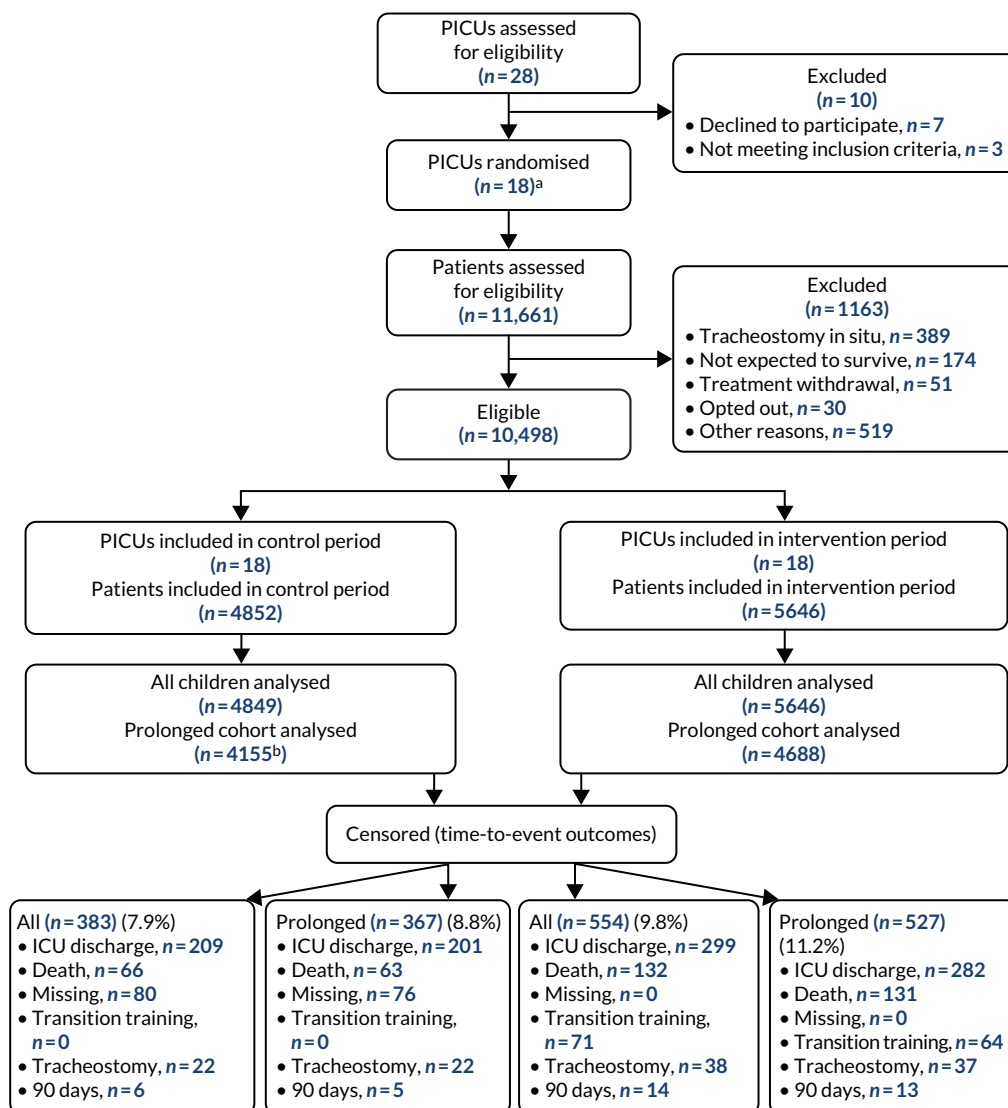 PICUs assessed
for eligibility
(n = 28)
Excluded
(n = 10)
• Declined to participate, n = 7
• Not meeting inclusion criteria, n = 3
PICUs randomised
(n = 18)a
Patients assessed
for eligibility
(n = 11,661)
Excluded
(n = 1163)
• Tracheostomy in situ, n = 389
• Not expected to survive, n = 174
• Treatment withdrawal, n = 51
• Opted out, n = 30
• Other reasons, n = 519
Eligible
(n = 10,498)
PICUs included in control period
(n = 18)
Patients included in control period
(n = 4852)
PICUs included in intervention period
(n = 18)
Patients included in intervention period
(n = 5646)
All children analysed
(n = 4849)
Prolonged cohort analysed
(n = 4155b)
All children analysed
(n = 5646)
Prolonged cohort analysed
(n = 4688)
Censored (time-to-event outcomes)
All (n = 383) (7.9%)
• ICU discharge, n = 209
• Death, n = 66
• Missing, n = 80
• Transition training,
n = 0
• Tracheostomy, n = 22
• 90 days, n = 6
Prolonged (n = 367) (8.8%)
• ICU discharge, n = 201
• Death, n = 63
• Missing, n = 76
• Transition training,
n = 0
• Tracheostomy, n = 22
• 90 days, n = 5
All (n = 554) (9.8%)
• ICU discharge, n = 299
• Death, n = 132
• Missing, n = 0
• Transition training,
n = 71
• Tracheostomy, n = 38
• 90 days, n = 14
Prolonged (n = 527)
(11.2%)
• ICU discharge, n = 282
• Death, n = 131
• Missing, n = 0
• Transition training, n = 64
• Tracheostomy, n = 37
• 90 days, n = 13